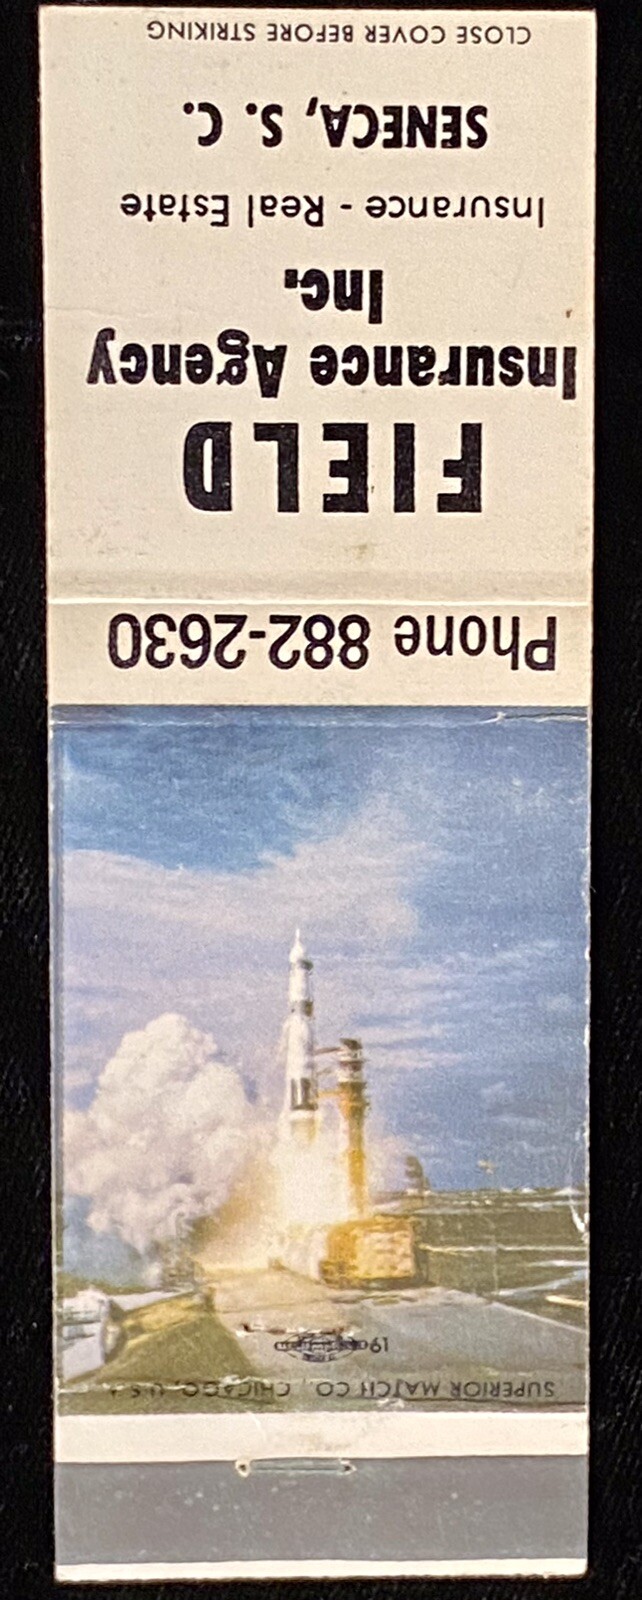 Phone 882-2630
FIELD
Insurance Agency
Inc.
Insurance - Real Estate
SENECA, S. C.
CLOSE COVER BEFORE STRIKING
SUPERIOR MATCH CO., CHICAGO, U.S.A.
19